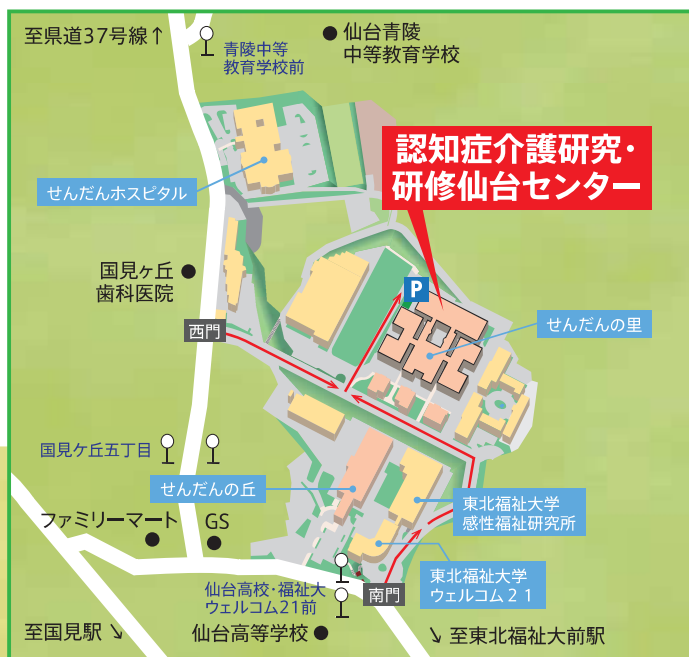 至県道37号線↑
青陵中等
教育学校前
仙台青陵
中等教育学校
認知症介護研究・
研修仙台センター
せんだんホスピタル
国見ヶ丘
歯科医院
P
西門
せんだんの里
国見ケ丘五丁目
せんだんの丘
東北福祉大学
感性福祉研究所
ファミリーマート
GS
仙台高校・福祉大
ウェルコム21前
南門
東北福祉大学
ウェルコム21
至国見駅↘
仙台高等学校
↘至東北福祉大前駅